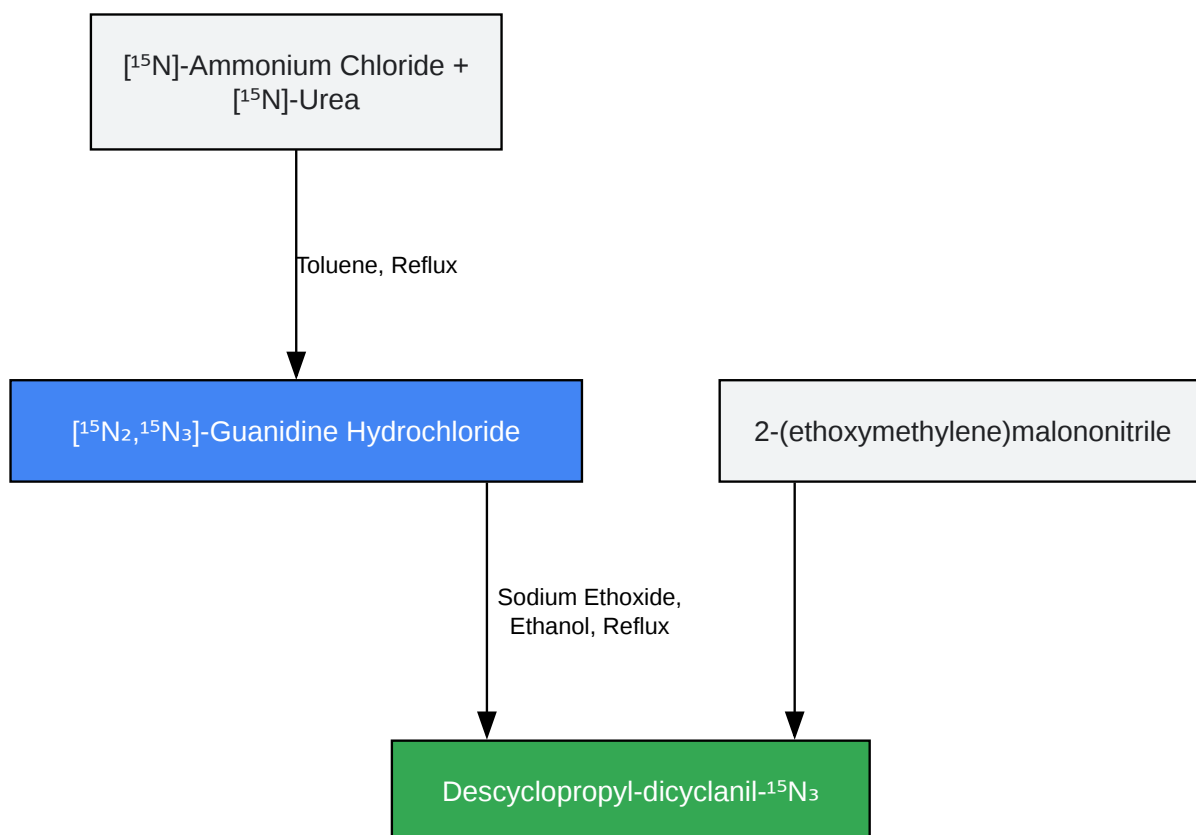 [¹⁵N]-Ammonium Chloride +
[¹⁵N]-Urea
Toluene, Reflux
[¹⁵N₂,¹⁵N₃]-Guanidine Hydrochloride
2-(ethoxymethylene)malononitrile
Sodium Ethoxide,
Ethanol, Reflux
Descyclopropyl-dicyclanil-¹⁵N₃